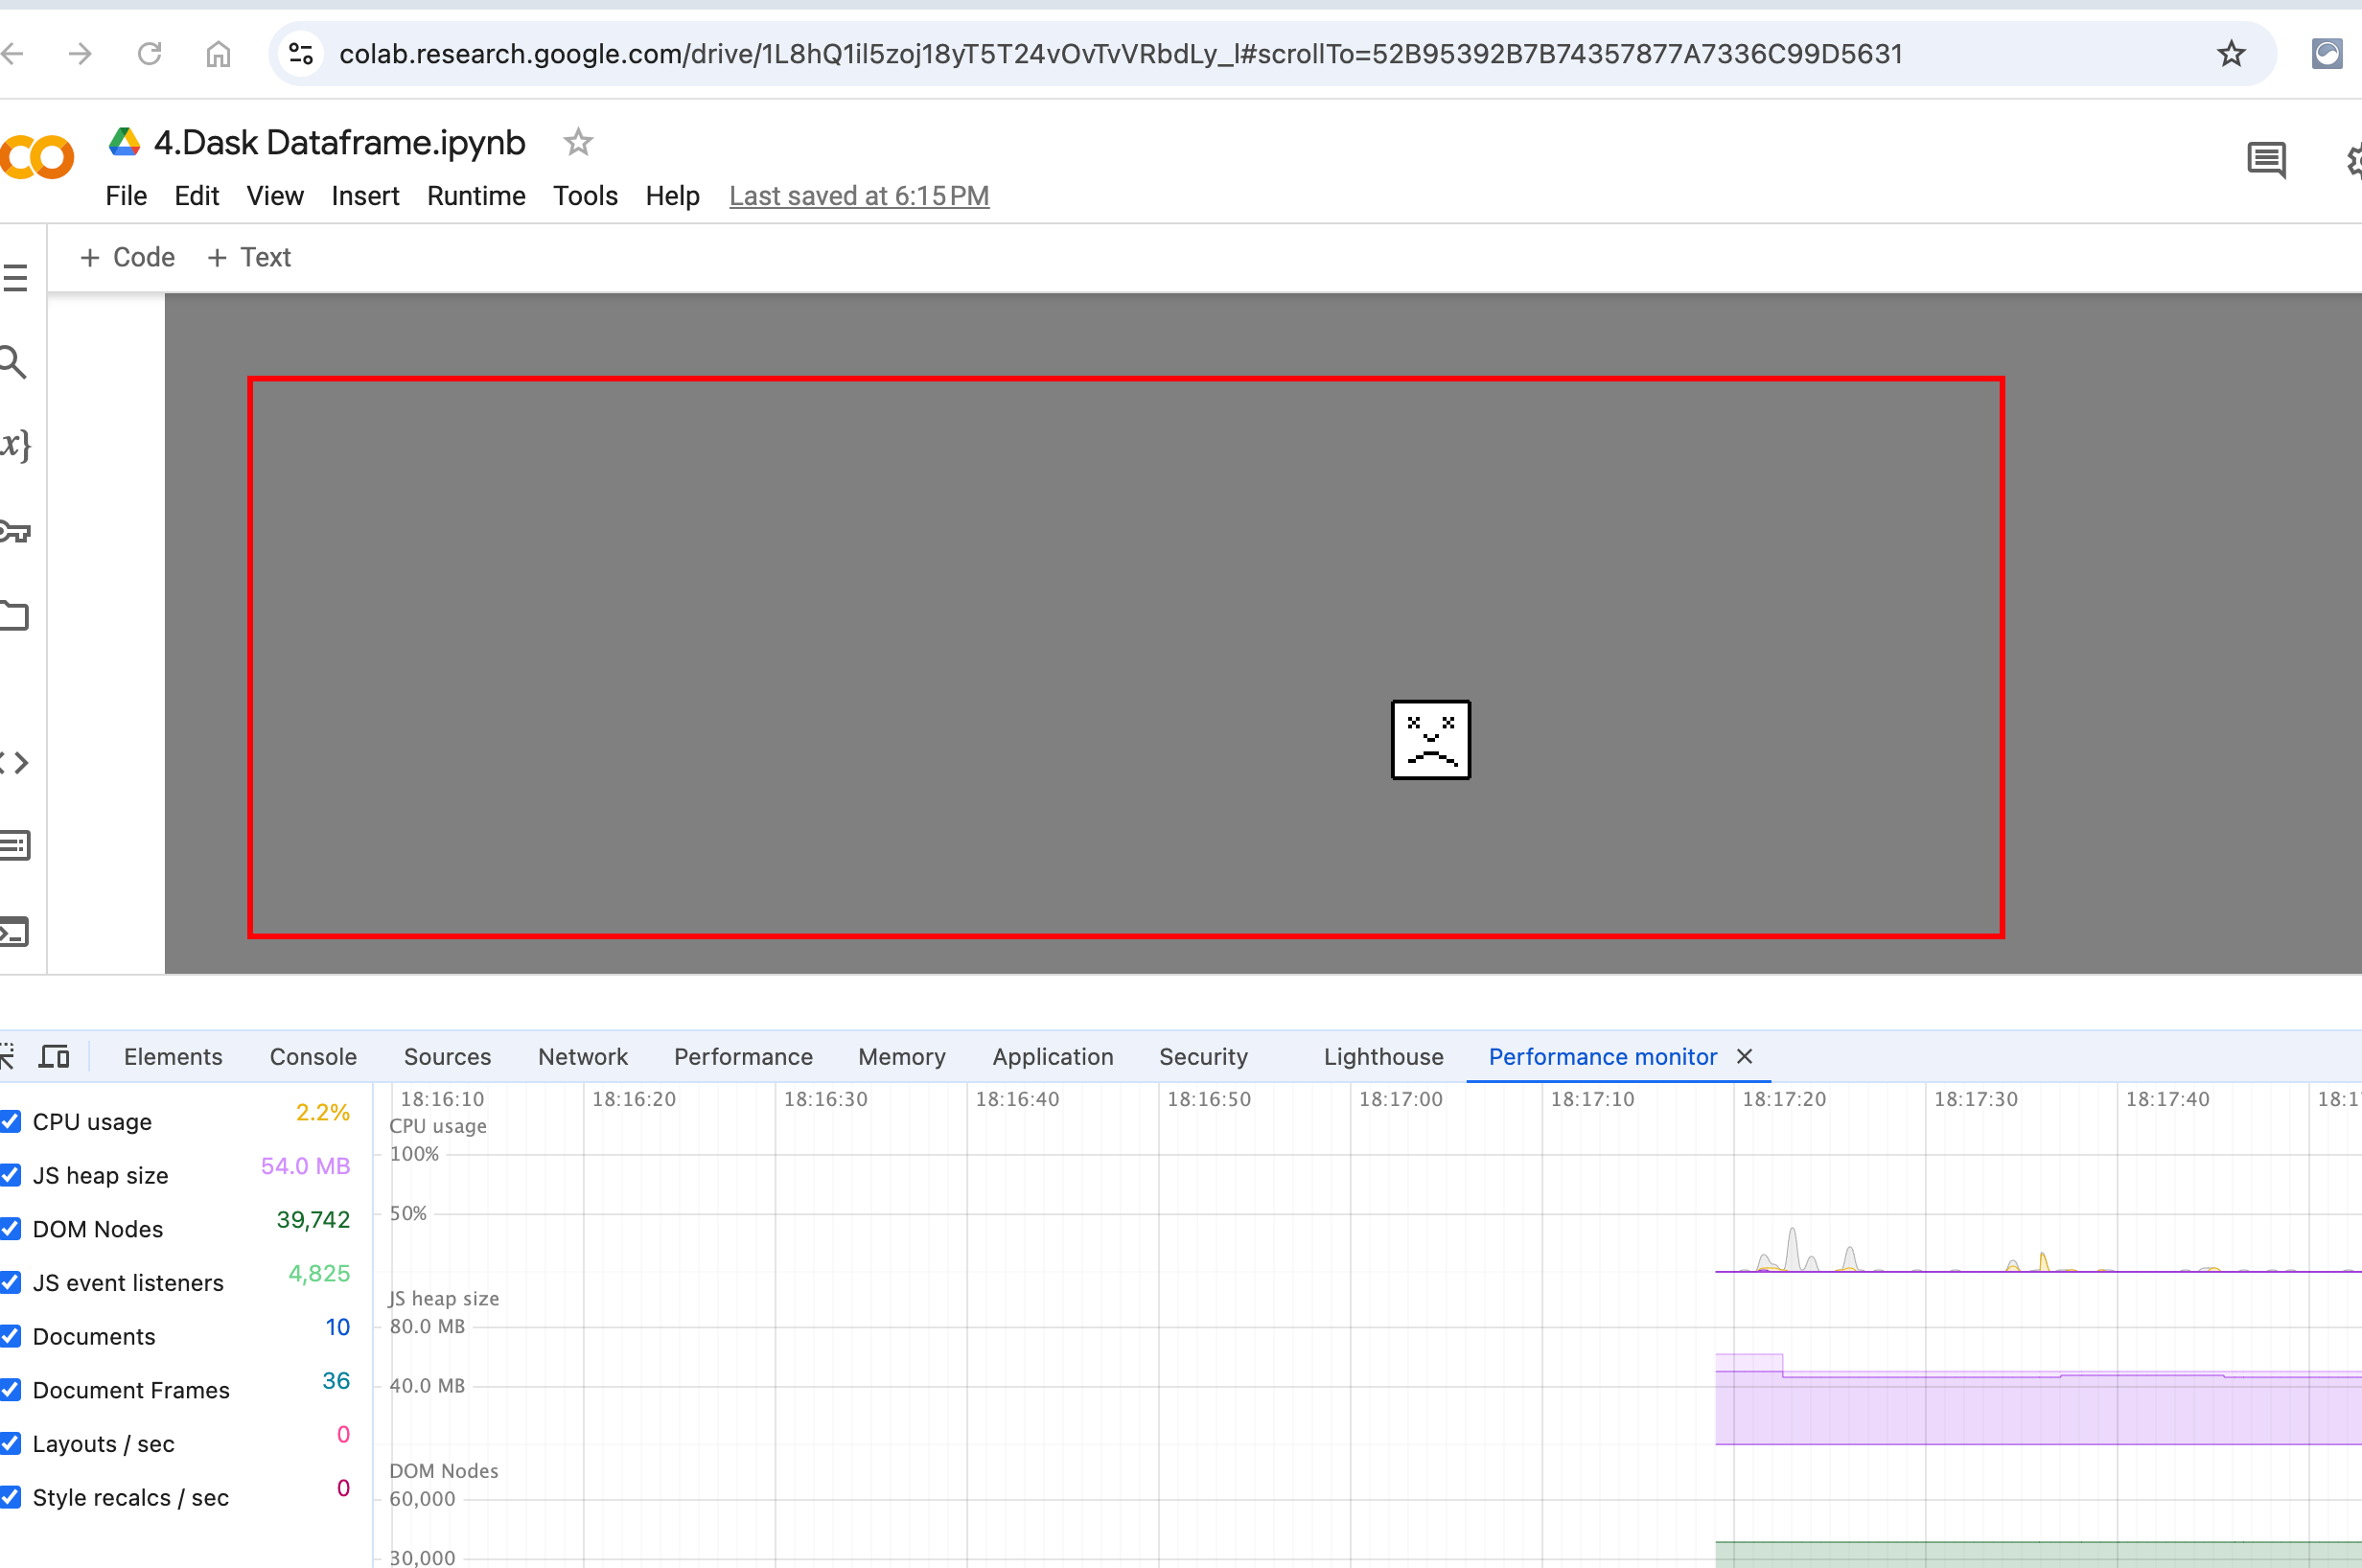 colab.research.google.com/drive/1L8hQ1il5zoj18yT5T24vOvTvVRbdLy_l#scrollTo=52B95392B7B74357877A7336C99D5631
4.Dask Dataframe.ipynb
File Edit View Insert Runtime Tools Help Last saved at 6:15 PM
+ Code + Text
Elements Console Sources Network Performance Memory Application Security Lighthouse Performance monitor
CPU usage 2.2%
JS heap size 54.0 MB
DOM Nodes 39,742
JS event listeners 4,825
Documents 10
Document Frames 36
Layouts / sec 0
Style recalcs / sec 0
18:16:10 18:16:20 18:16:30 18:16:40 18:16:50 18:17:00 18:17:10 18:17:20 18:17:30 18:17:40
CPU usage
100%
50%
JS heap size
80.0 MB
40.0 MB
DOM Nodes
60,000
30,000